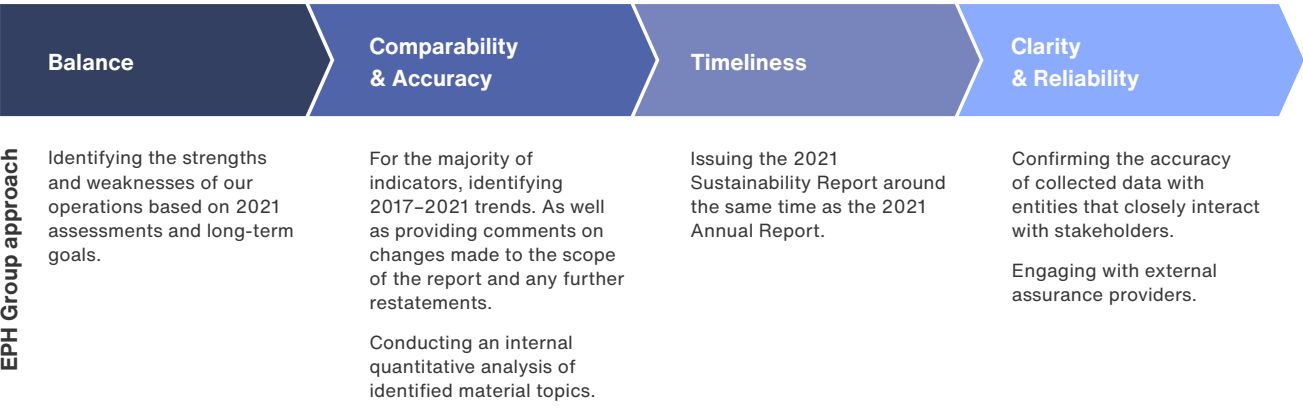 Balance
Comparability
& Accuracy
Timeliness
Clarity
& Reliability
EPH Group approach
Identifying the strengths
and weaknesses of our
operations based on 2021
assessments and long-term
goals.
For the majority of
indicators, identifying
2017–2021 trends. As well
as providing comments on
changes made to the scope
of the report and any further
restatements.
Conducting an internal
quantitative analysis of
identified material topics.
Issuing the 2021
Sustainability Report around
the same time as the 2021
Annual Report.
Confirming the accuracy
of collected data with
entities that closely interact
with stakeholders.
Engaging with external
assurance providers.